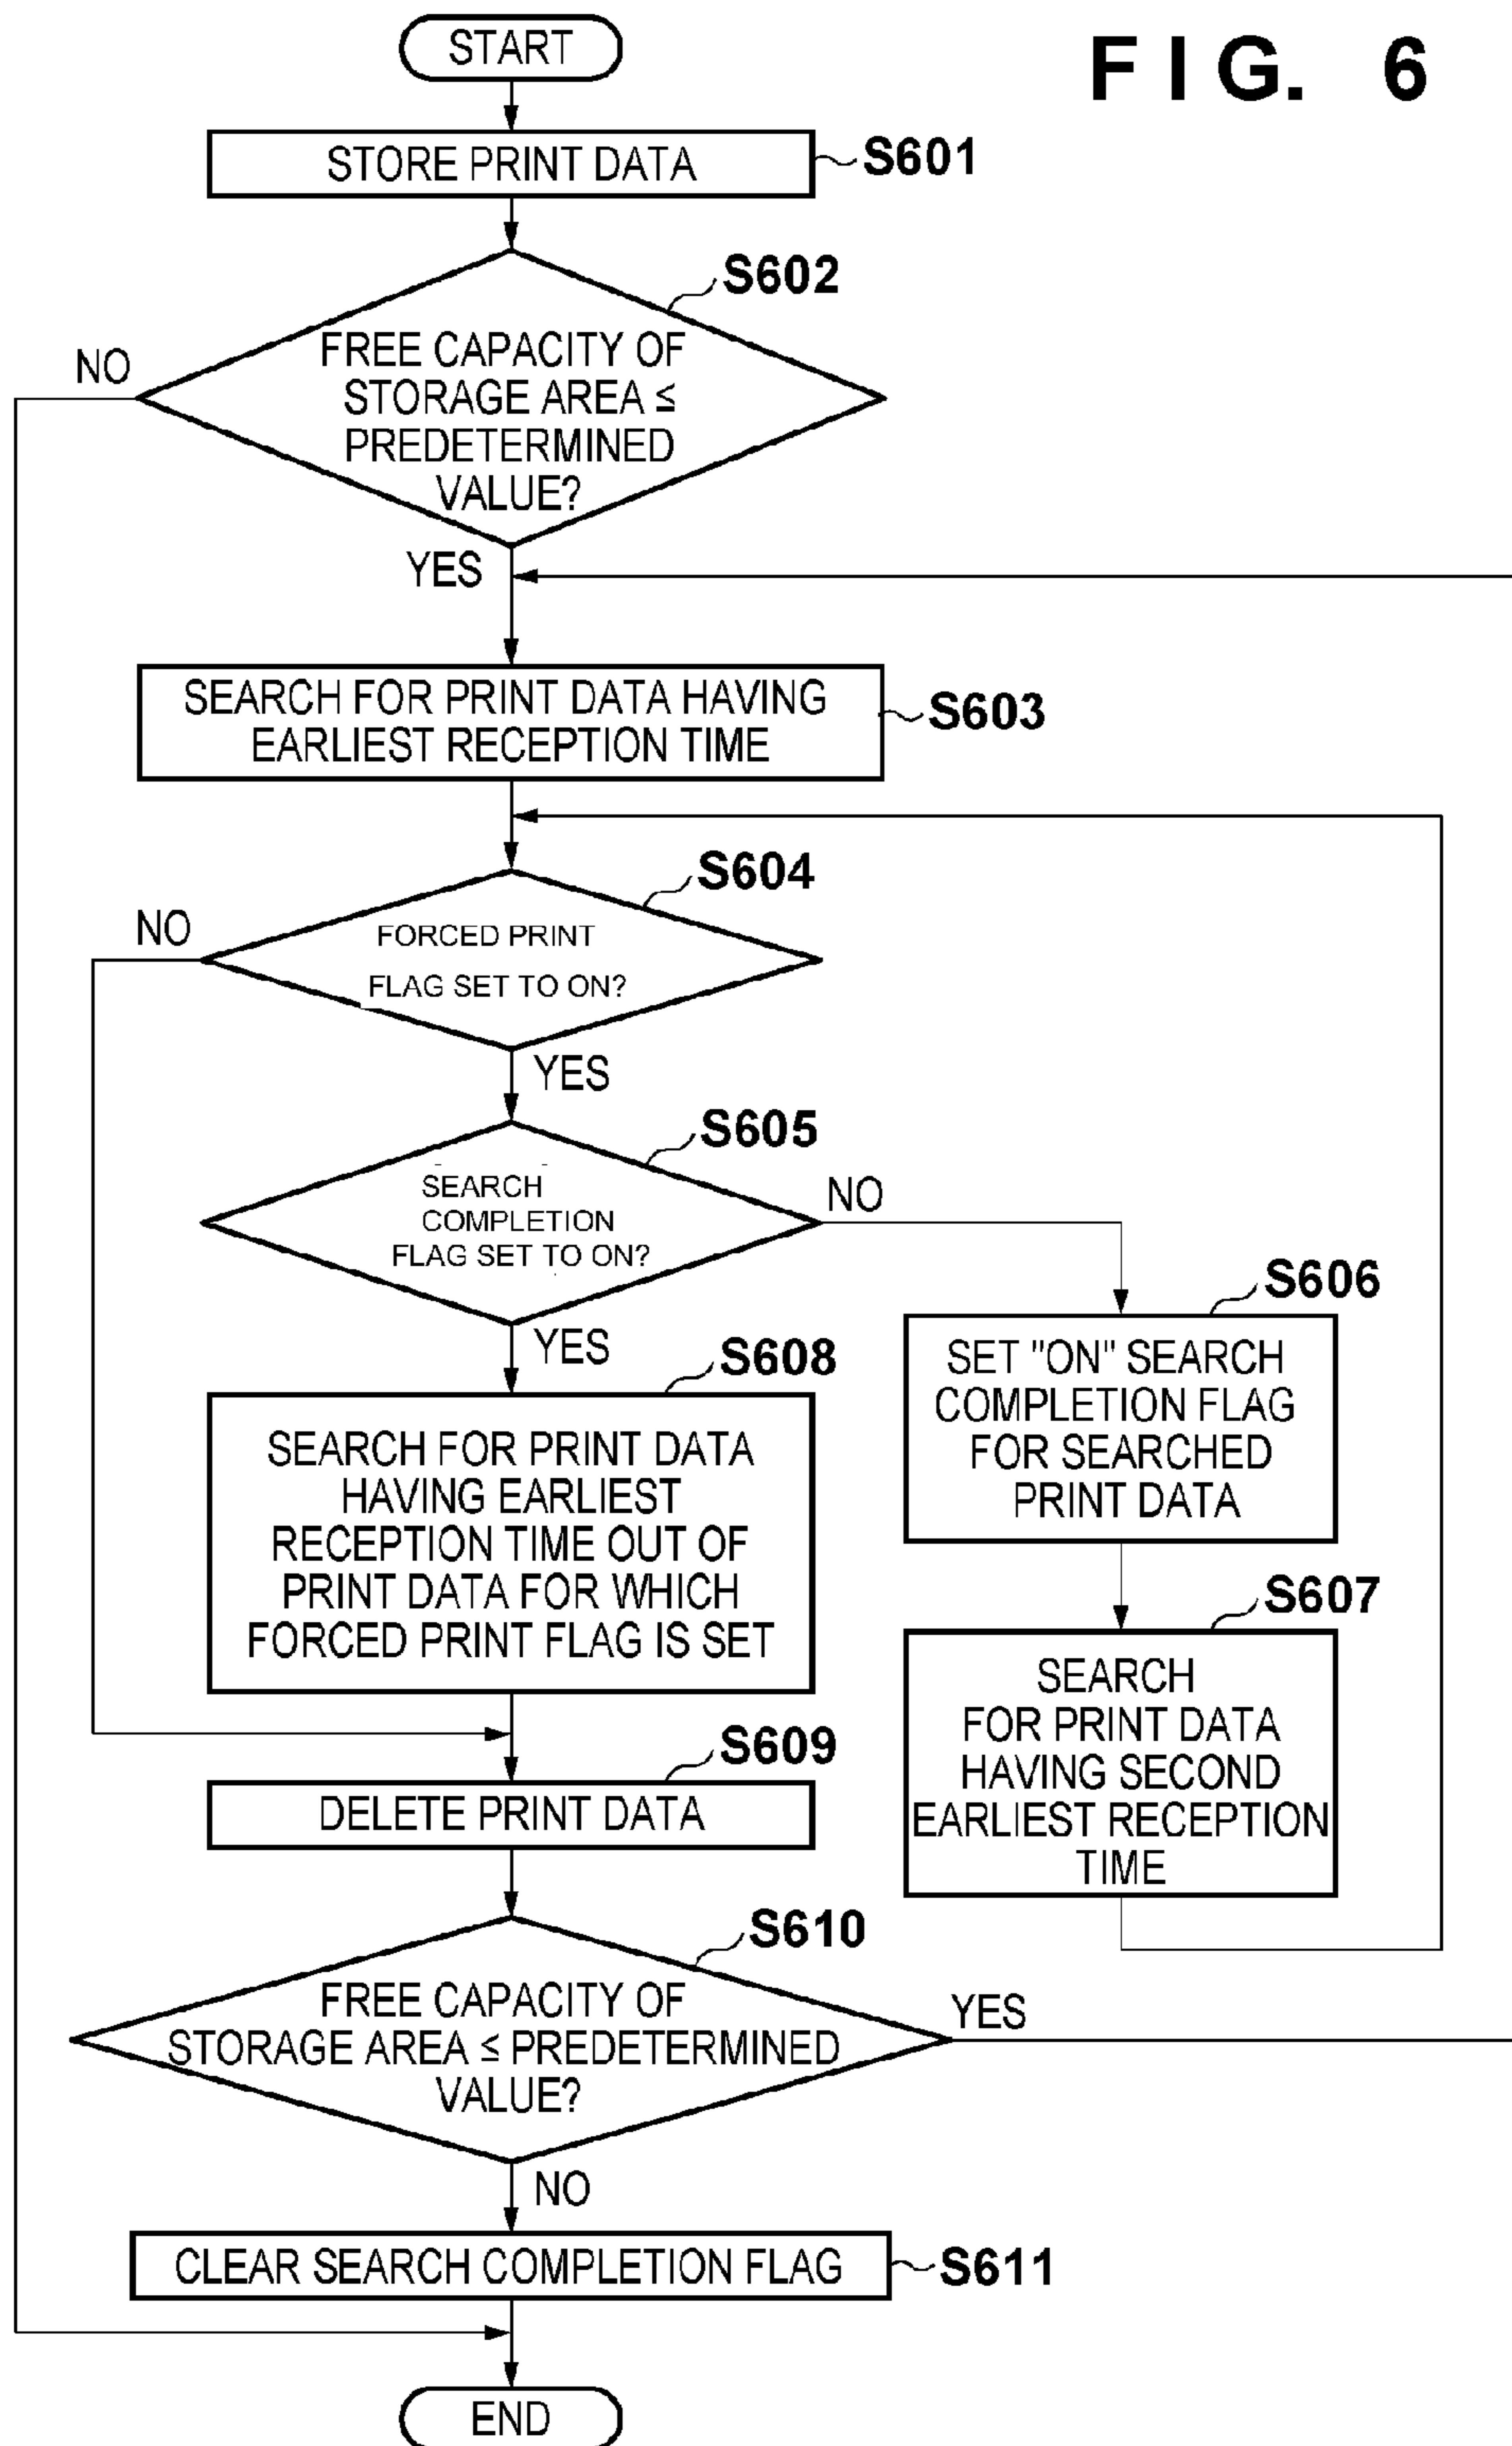 FIG. 6
START
STORE PRINT DATA
S601
S602
FREE CAPACITY OF
STORAGE AREA ≤
PREDETERMINED
VALUE?
NO
YES
SEARCH FOR PRINT DATA HAVING
EARLIEST RECEPTION TIME
S603
S604
FORCED PRINT
FLAG SET TO ON?
NO
YES
S605
SEARCH
COMPLETION
FLAG SET TO ON?
NO
YES
S606
SET "ON" SEARCH
COMPLETION FLAG
FOR SEARCHED
PRINT DATA
S607
SEARCH
FOR PRINT DATA
HAVING SECOND
EARLIEST RECEPTION
TIME
S608
SEARCH FOR PRINT DATA
HAVING EARLIEST
RECEPTION TIME OUT OF
PRINT DATA FOR WHICH
FORCED PRINT FLAG IS SET
S609
DELETE PRINT DATA
S610
FREE CAPACITY OF
STORAGE AREA ≤ PREDETERMINED
VALUE?
YES
NO
CLEAR SEARCH COMPLETION FLAG
S611
END